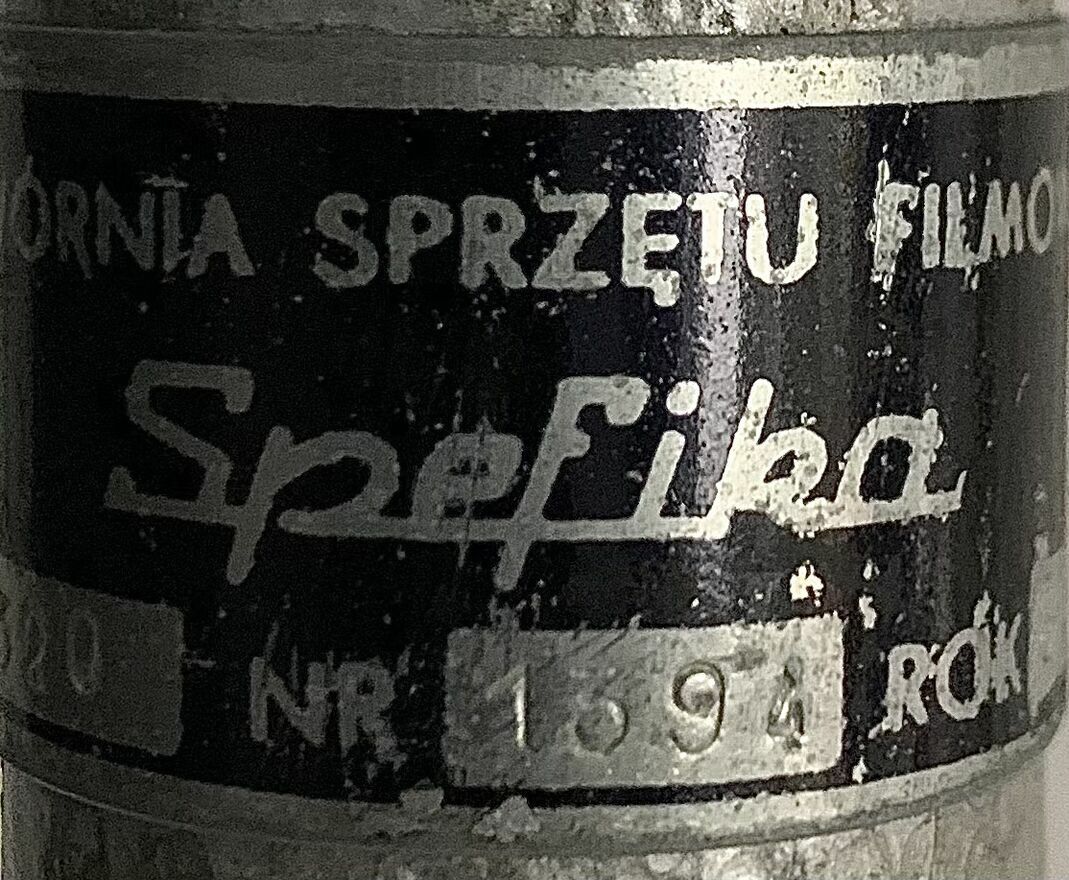 ÓRNIA SPRZĘTU FILMO
Spefika
NR 1394 ROK